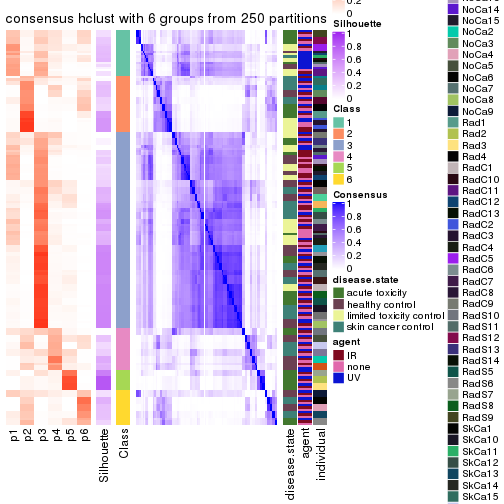 consensus hclust with 6 groups from 250 partitions
0.2
0
Silhouette
1
0.8
0.6
0.4
0.2
0
Class
1
2
3
4
5
6
Consensus
1
0.8
0.6
0.4
0.2
0
disease.state
acute toxicity
healthy control
limited toxicity control
skin cancer control
agent
IR
none
UV
p1
p2
p3
p4
p5
p6
Silhouette
Class
disease.state
agent
individual
NoCa14
NoCa15
NoCa2
NoCa3
NoCa4
NoCa5
NoCa6
NoCa7
NoCa8
NoCa9
Rad1
Rad2
Rad3
Rad4
RadC1
RadC10
RadC11
RadC12
RadC13
RadC2
RadC3
RadC4
RadC5
RadC6
RadC7
RadC8
RadC9
RadS10
RadS11
RadS12
RadS13
RadS14
RadS5
RadS6
RadS7
RadS8
RadS9
SkCa1
SkCa10
SkCa11
SkCa12
SkCa13
SkCa14
SkCa15